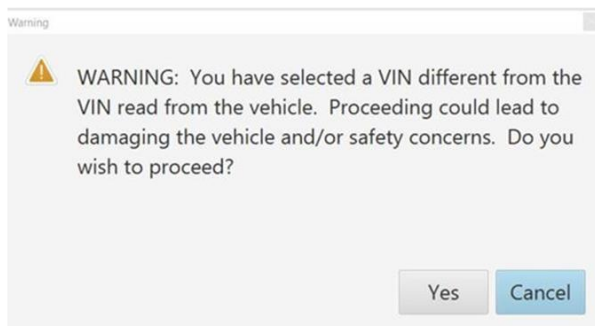 Warning
WARNING:  You have selected a VIN different from the
VIN read from the vehicle.  Proceeding could lead to
damaging the vehicle and/or safety concerns.  Do you
wish to proceed?
Yes
Cancel